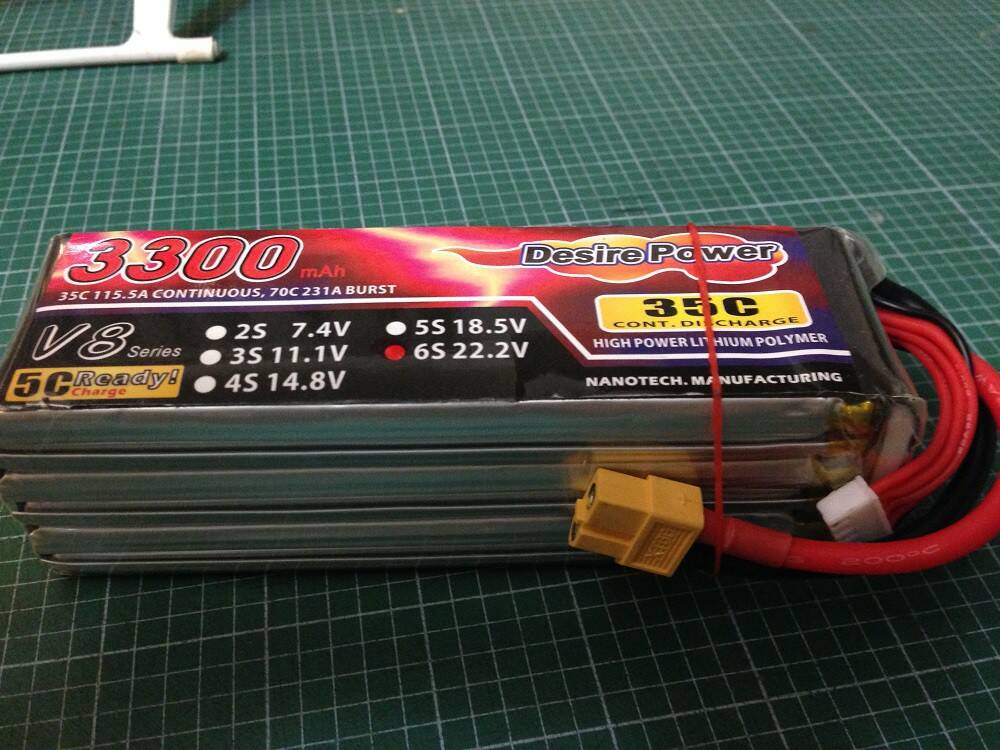 3300 mAh
35C 115.5A CONTINUOUS, 70C 231A BURST
Desire Power
35C
CONT. DISCHARGE
HIGH POWER LITHIUM POLYMER
NANOTECH. MANUFACTURING
V8 Series
5C Ready!
Charge
2S 7.4V
3S 11.1V
4S 14.8V
5S 18.5V
6S 22.2V
200°C